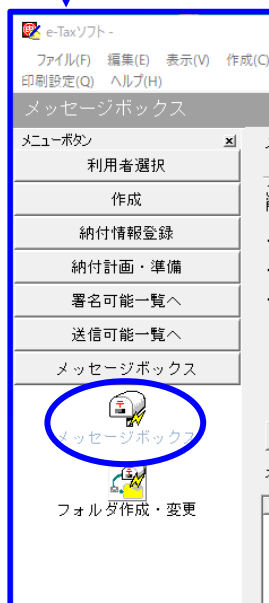 e-Taxソフト -
ファイル(F) 編集(E) 表示(V) 作成(C)
印刷設定(Q) ヘルプ(H)
メッセージボックス
メニューボタン
利用者選択
作成
納付情報登録
納付計画・準備
署名可能一覧へ
送信可能一覧へ
メッセージボックス
メッセージボックス
フォルダ作成・変更